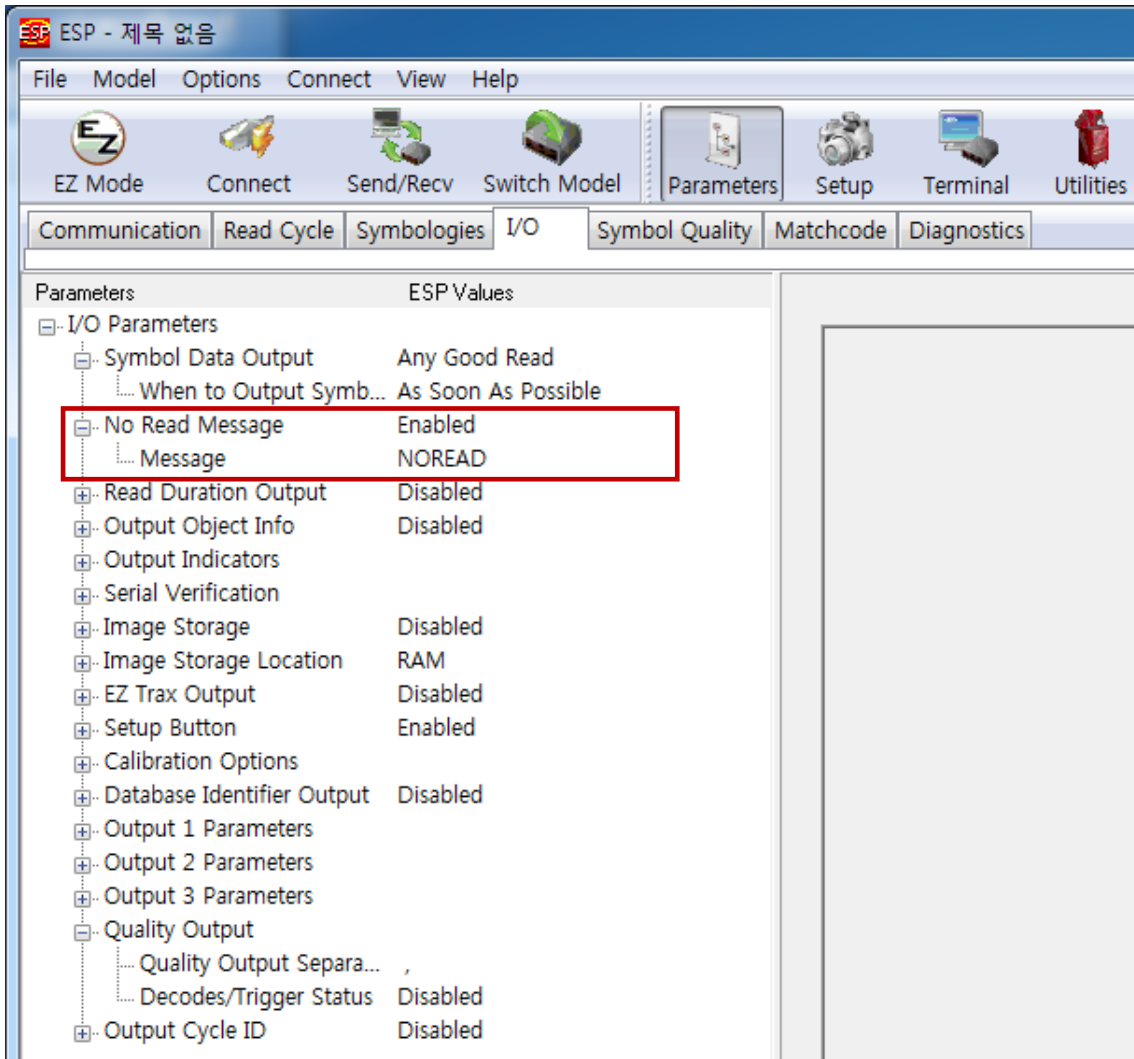 ESP ESP - 제목 없음
File Model Options Connect View Help
EZ
EZ Mode Connect Send/Recv Switch Model Parameters Setup Terminal Utilities
Communication Read Cycle Symbologies I/O Symbol Quality Matchcode Diagnostics
Parameters ESP Values
I/O Parameters
Symbol Data Output Any Good Read
When to Output Symb... As Soon As Possible
No Read Message Enabled
Message NOREAD
Read Duration Output Disabled
Output Object Info Disabled
Output Indicators
Serial Verification
Image Storage Disabled
Image Storage Location RAM
EZ Trax Output Disabled
Setup Button Enabled
Calibration Options
Database Identifier Output Disabled
Output 1 Parameters
Output 2 Parameters
Output 3 Parameters
Quality Output
Quality Output Separa... ,
Decodes/Trigger Status Disabled
Output Cycle ID Disabled